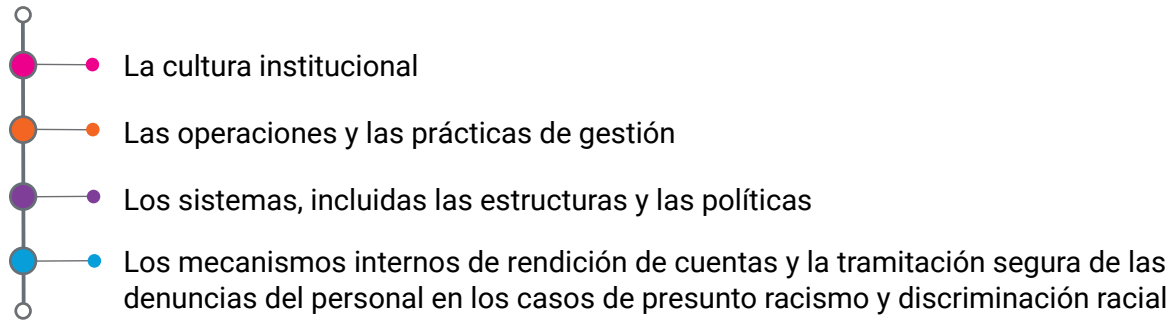 La cultura institucional
Las operaciones y las prácticas de gestión
Los sistemas, incluidas las estructuras y las políticas
Los mecanismos internos de rendición de cuentas y la tramitación segura de las
denuncias del personal en los casos de presunto racismo y discriminación racial